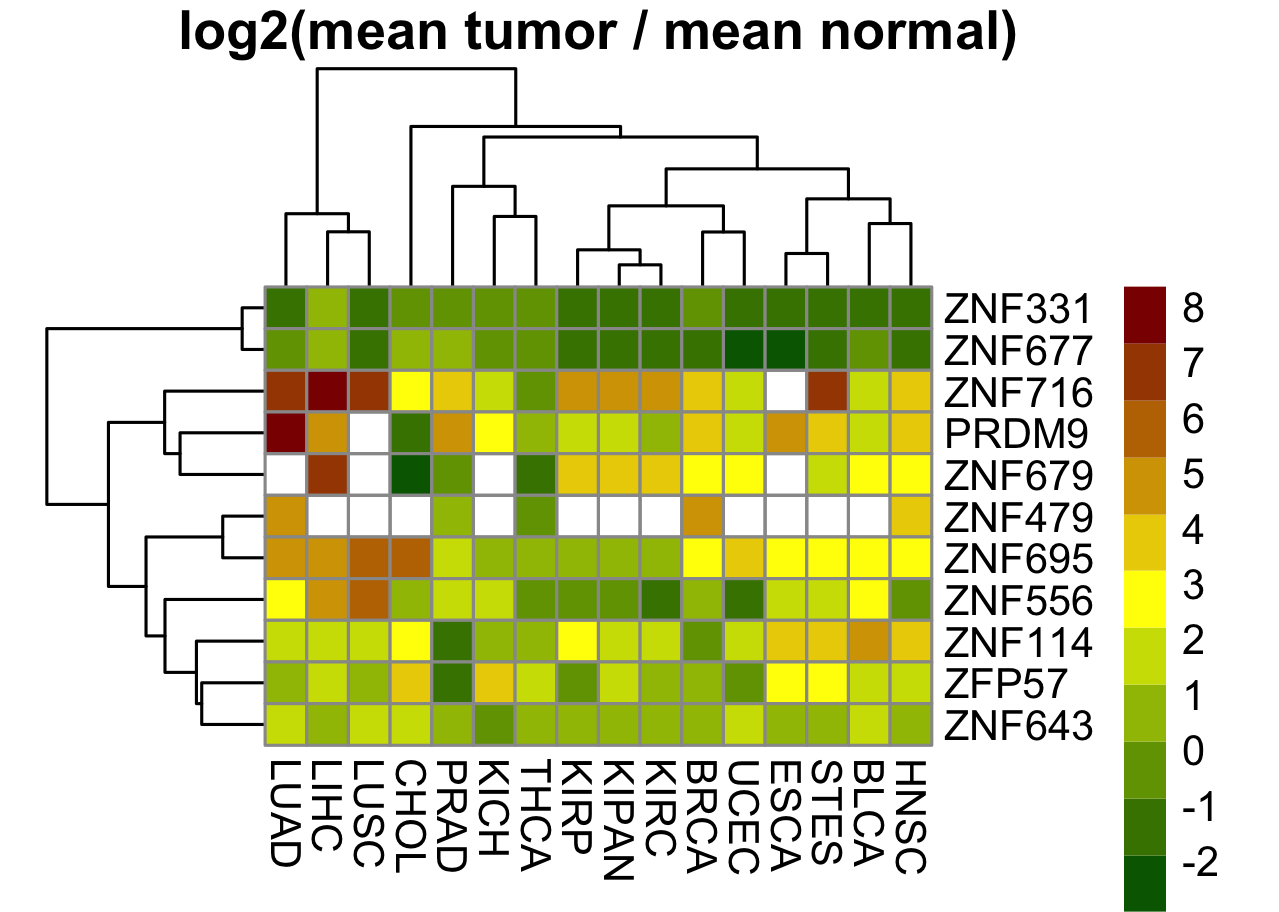 log2(mean tumor / mean normal)
ZNF331
ZNF677
ZNF716
PRDM9
ZNF679
ZNF479
ZNF695
ZNF556
ZNF114
ZFP57
ZNF643
8
7
6
5
4
3
2
1
0
-1
-2
LUAD
LIHC
LUSC
CHOL
PRAD
KICH
THCA
KIRP
KIPAN
KIRC
BRCA
UCEC
ESCA
STES
BLCA
HNSC